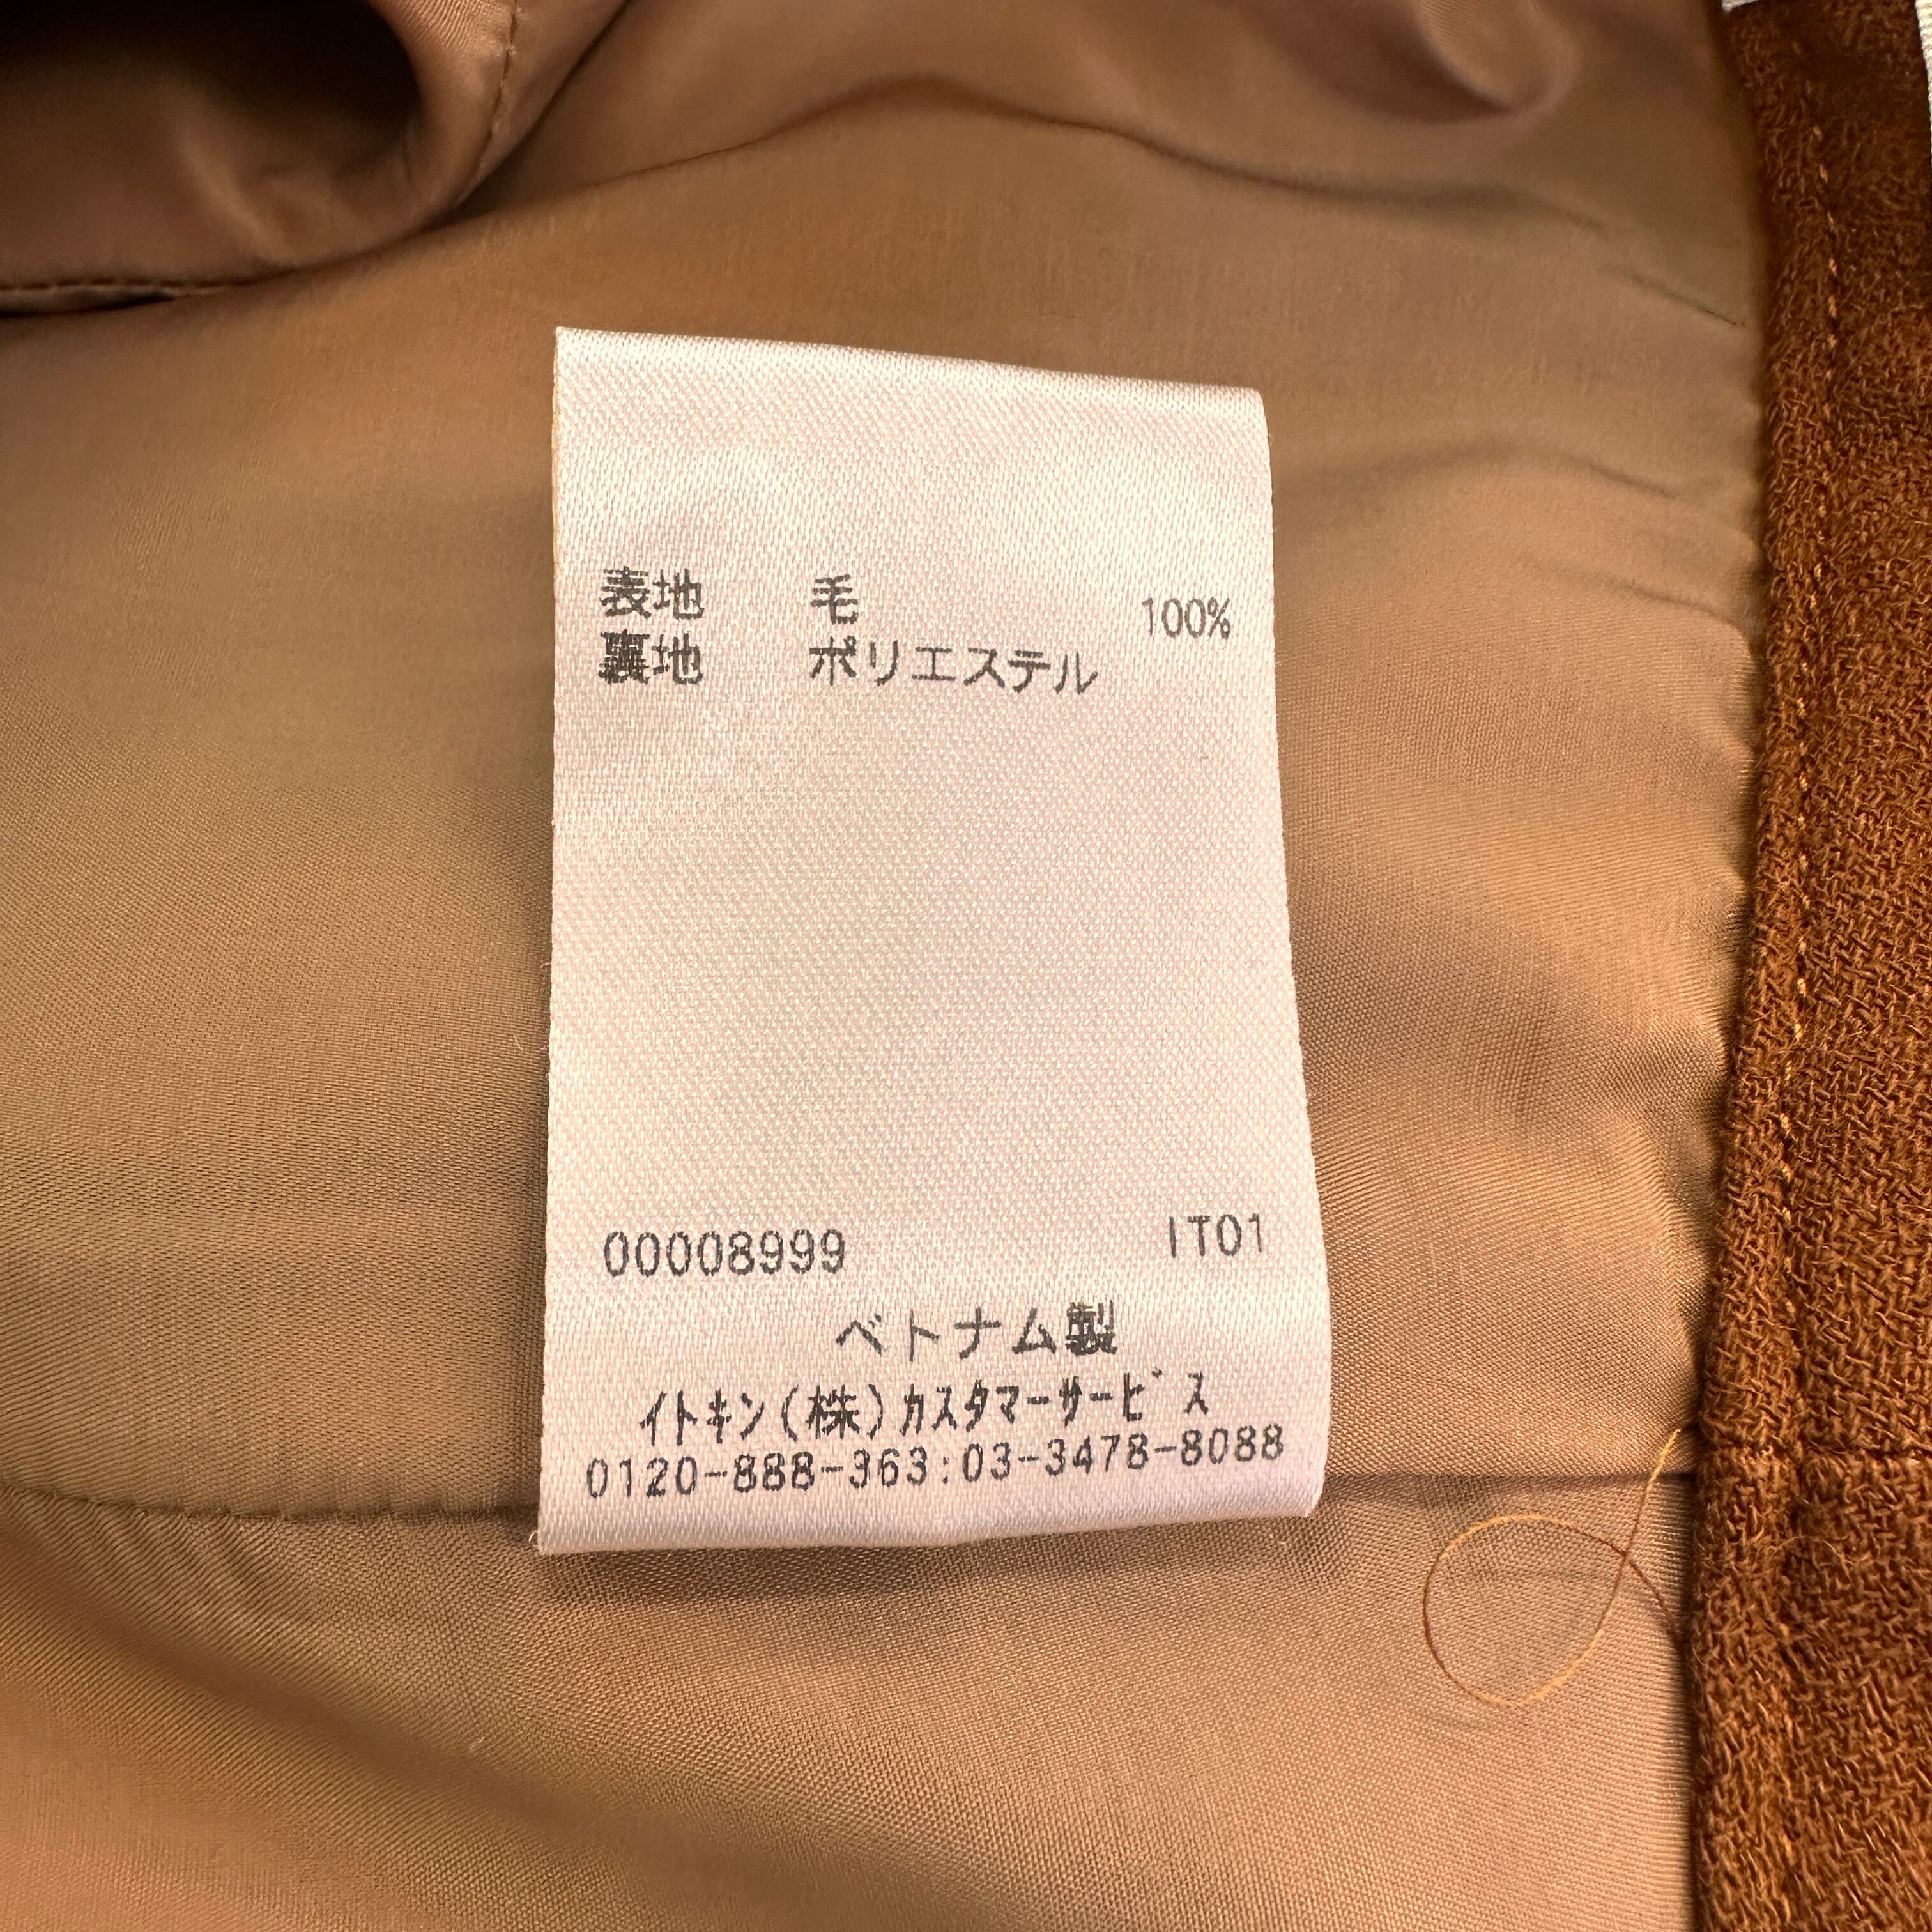 表地 毛 100%
裏地 ポリエステル
00008999 IT01
ベトナム製
イトキン(株)カスタマーサービス
0120-888-363:03-3478-8088